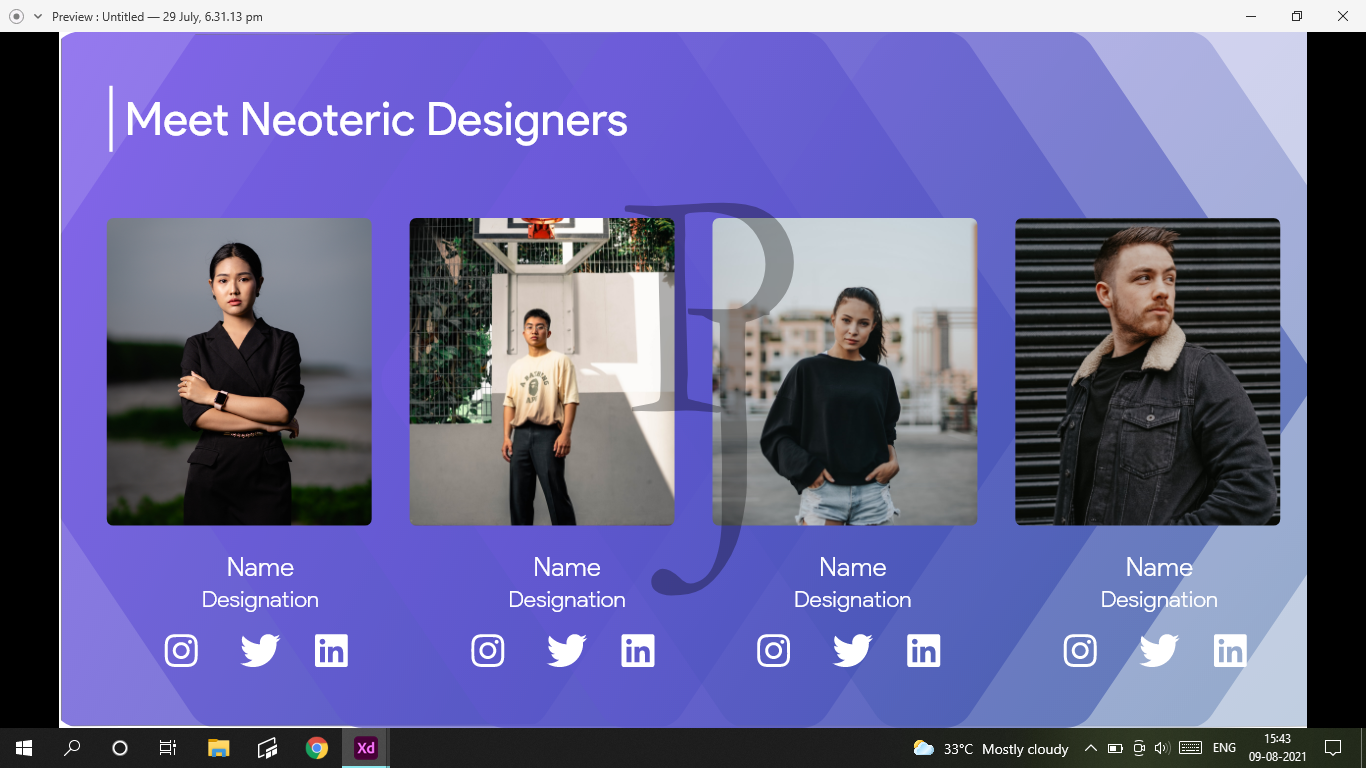 Preview : Untitled — 29 July, 6.31.13 pm
Meet Neoteric Designers
PJ
Name
Designation
Name
Designation
Name
Designation
Name
Designation
Xd
33°C Mostly cloudy
ENG
15:43
09-08-2021